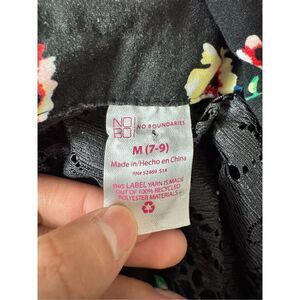 NO
BO
NO BOUNDARIES
M (7-9)
Made in/Hecho en China
RN# 52469 S14
THIS LABEL YARN IS MADE
OUT OF 100% RECYCLED
POLYESTER MATERIALS